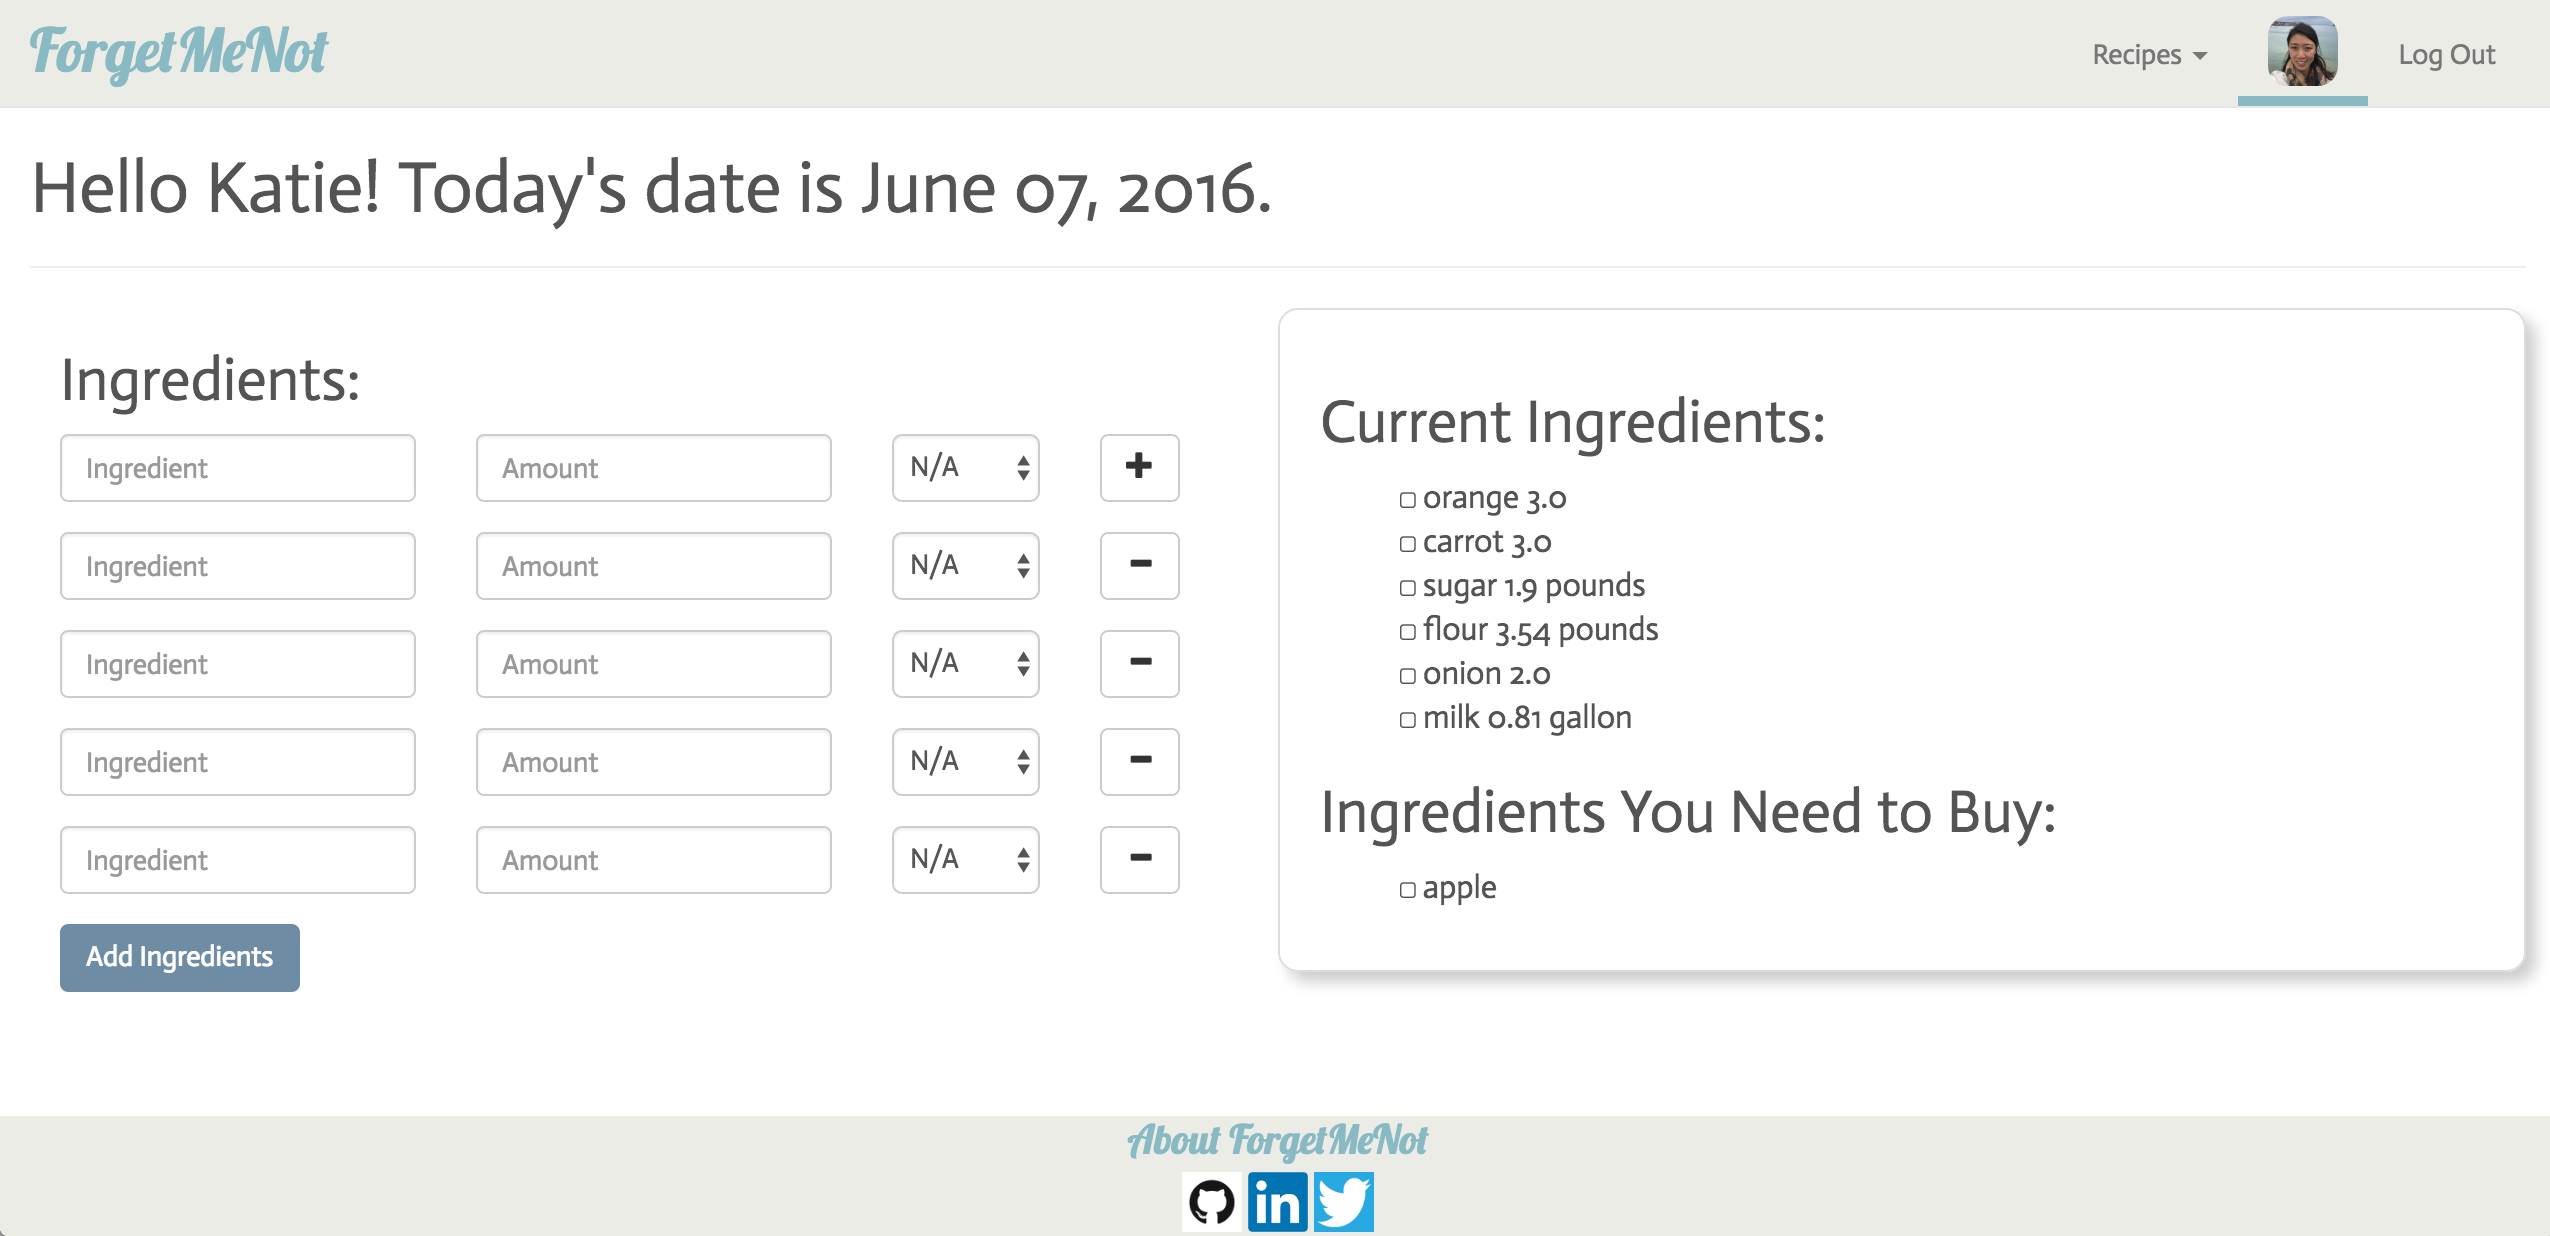 ForgetMeNot
Recipes
Log Out
Hello Katie! Today's date is June 07, 2016.
Ingredients:
Ingredient Amount N/A
Ingredient Amount N/A
Ingredient Amount N/A
Ingredient Amount N/A
Ingredient Amount N/A
Add Ingredients
Current Ingredients:
orange 3.0
carrot 3.0
sugar 1.9 pounds
flour 3.54 pounds
onion 2.0
milk 0.81 gallon
Ingredients You Need to Buy:
apple
About ForgetMeNot
in